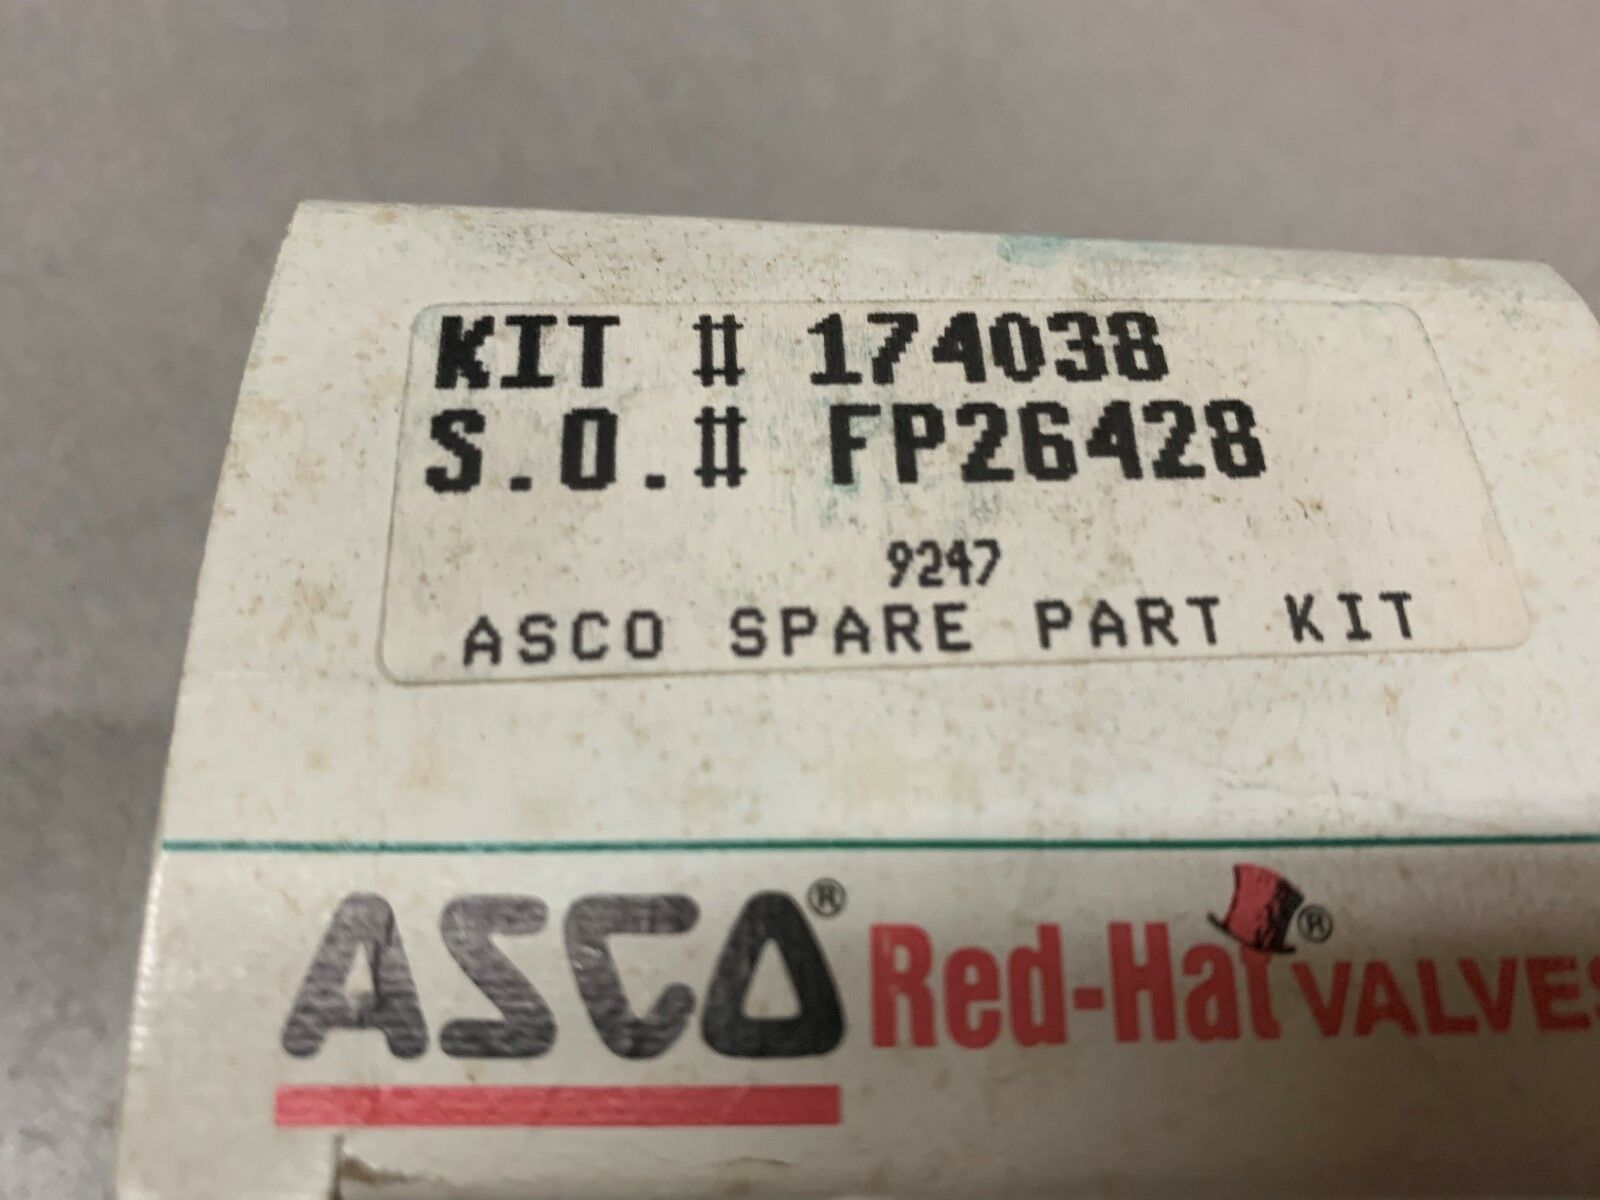 KIT # 174038
S.O.# FP26428
9247
ASCO SPARE PART KIT
ASCO® Red-Hat® VALVES